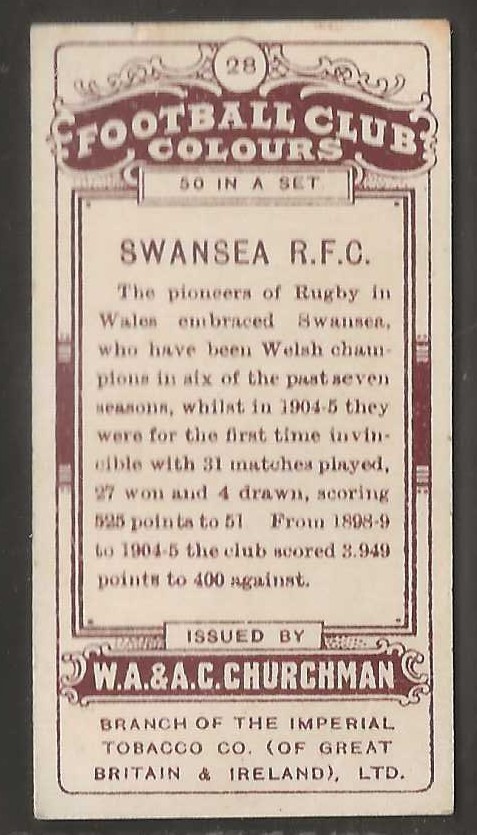 28
FOOTBALL CLUB
COLOURS
50 IN A SET
SWANSEA R.F.C.
The pioneers of Rugby in
Wales embraced Swansea,
who have been Welsh cham-
pions in six of the past seven
seasons, whilst in 1904-5 they
were for the first time invin-
cible with 31 matches played,
27 won and 4 drawn, scoring
525 points to 51 From 1898-9
to 1904-5 the club scored 3.949
points to 400 against.
ISSUED BY
W.A.&A.C.CHURCHMAN
BRANCH OF THE IMPERIAL
TOBACCO CO. (OF GREAT
BRITAIN & IRELAND), LTD.